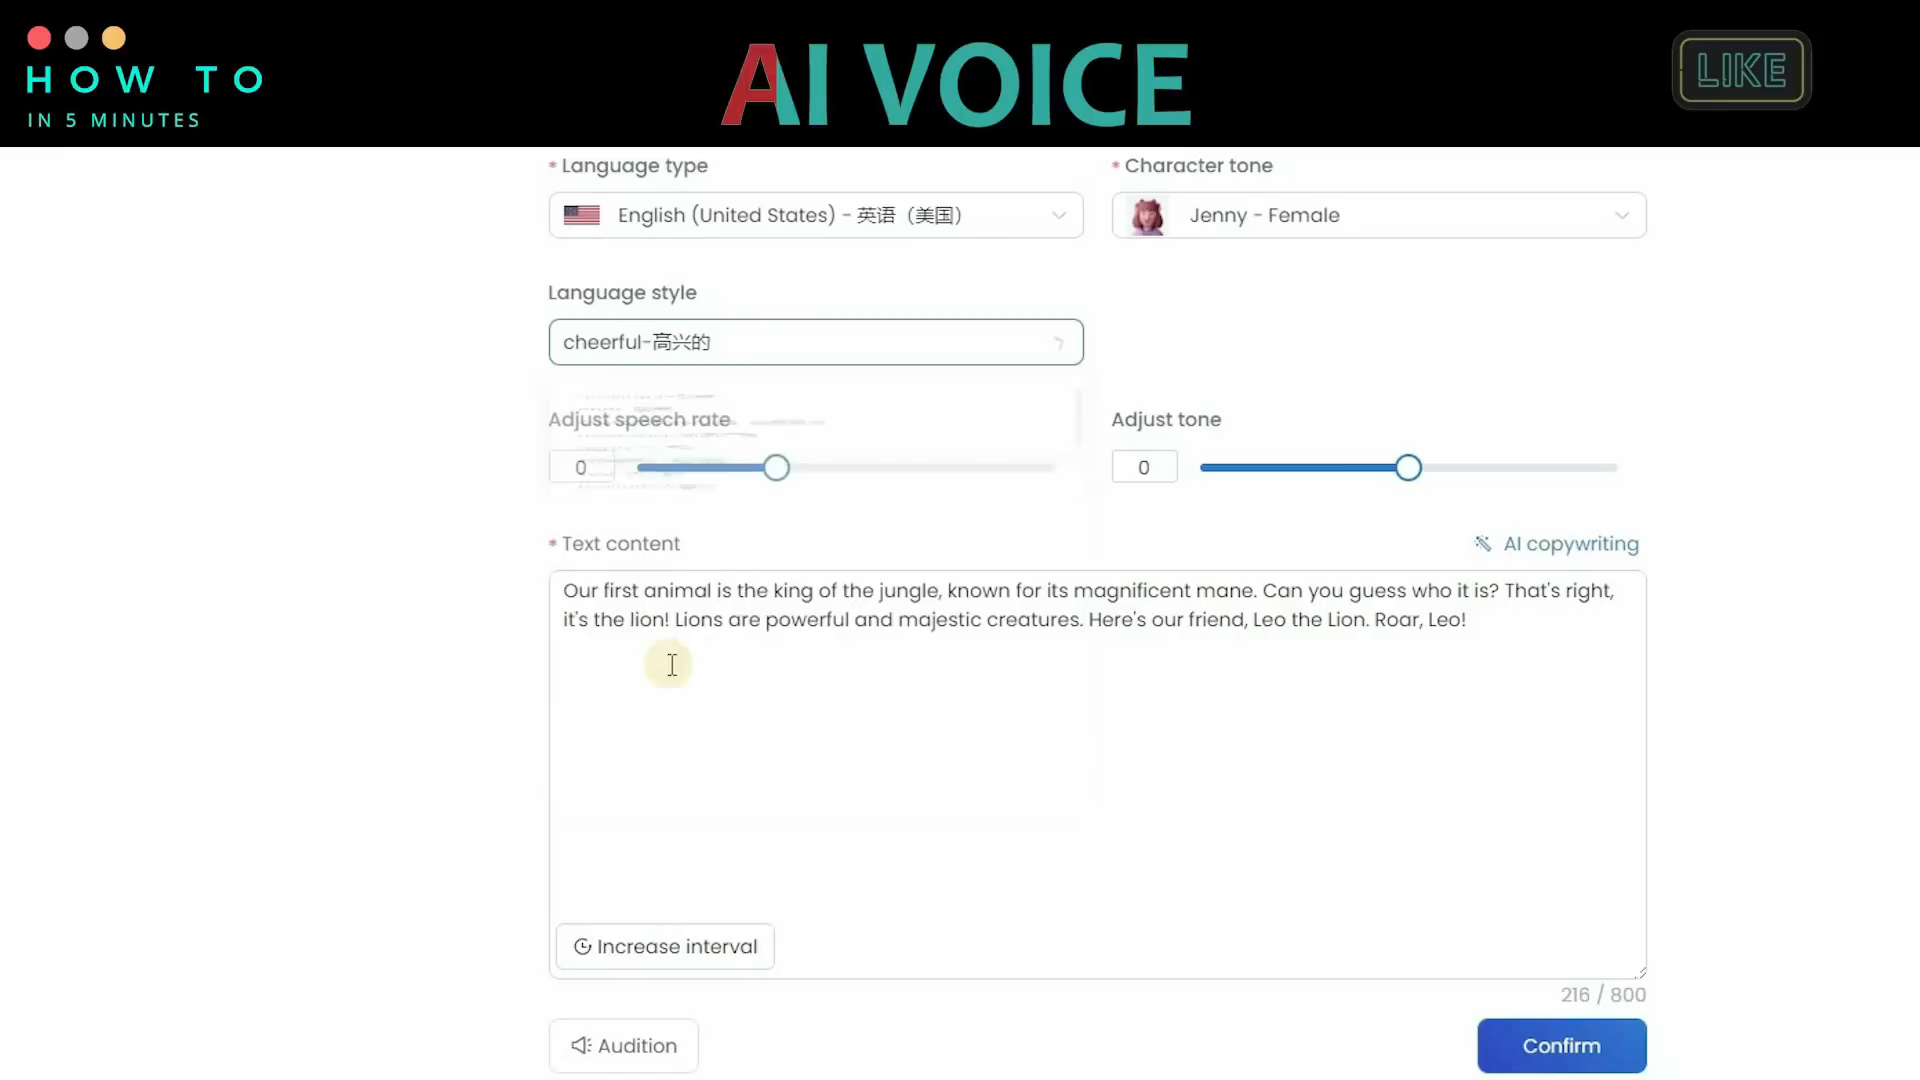 HOW TO
IN 5 MINUTES
AI VOICE
LIKE
* Language type
* Character tone
English (United States) - 英语（美国）
Jenny - Female
Language style
cheerful-高兴的
Adjust speech rate
Adjust tone
0
0
* Text content
AI copywriting
Our first animal is the king of the jungle, known for its magnificent mane. Can you guess who it is? That's right,
it's the lion! Lions are powerful and majestic creatures. Here's our friend, Leo the Lion. Roar, Leo!
Increase interval
216 / 800
Audition
Confirm